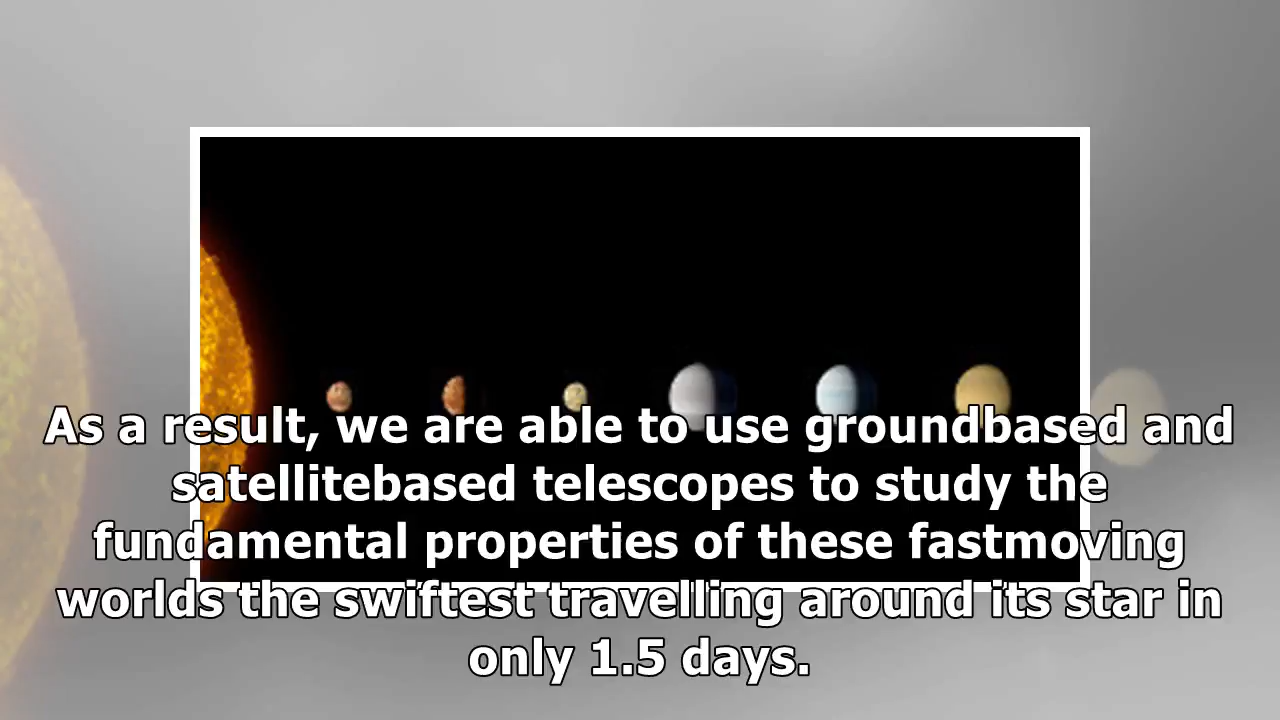 As a result, we are able to use groundbased and
satellitebased telescopes to study the
fundamental properties of these fastmoving
worlds the swiftest travelling around its star in
only 1.5 days.